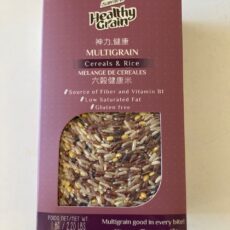 Healthy
Grain
神力.健康
MULTIGRAIN
Cereals & Rice
MÉLANGE DE CÉRÉALES
六穀健康米
• Source of Fiber and Vitamin B1
• Low Saturated Fat
• Gluten free
Multigrain good in every bite!